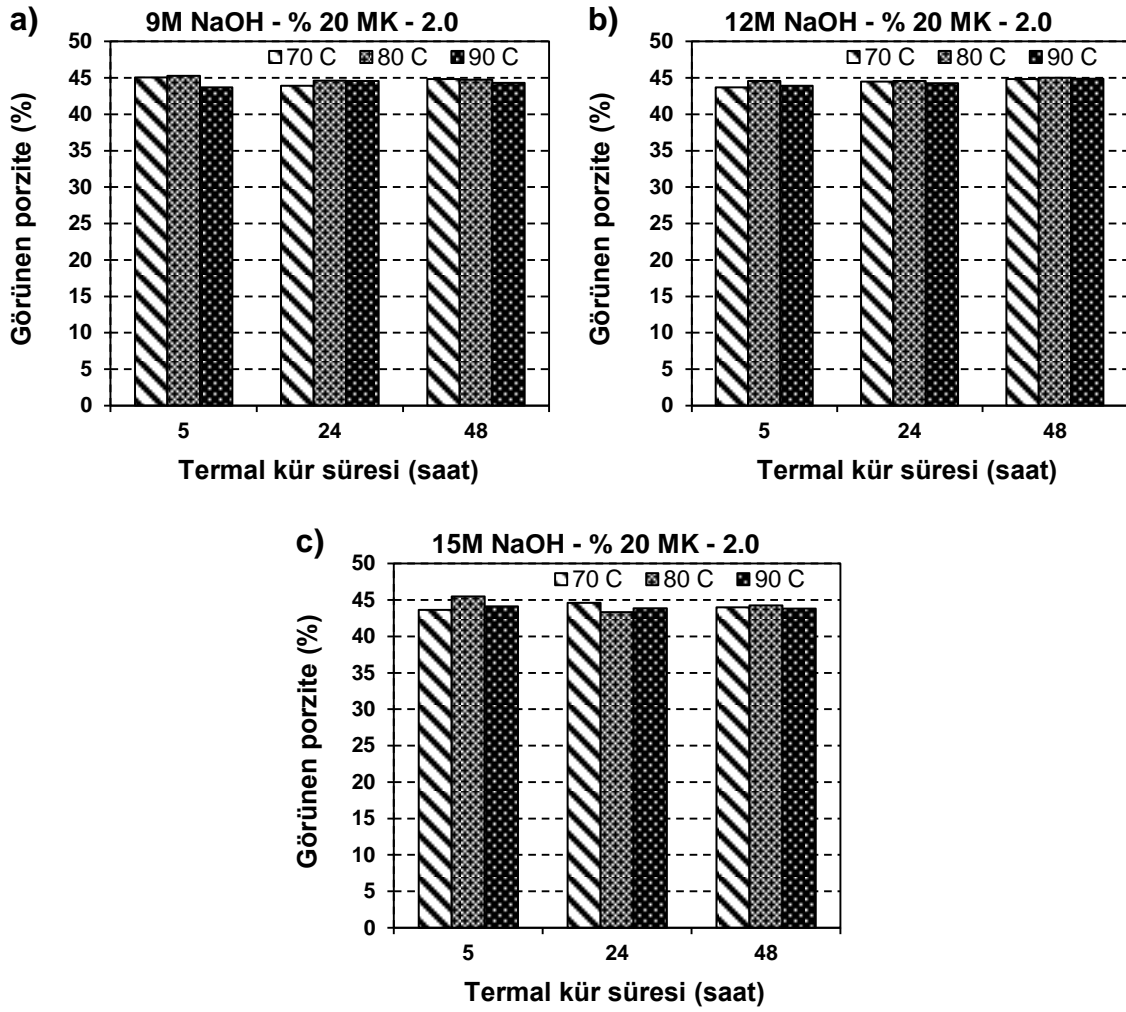 a)
9M NaOH - % 20 MK - 2.0
70 C 80 C 90 C
50
45
40
35
30
25
20
15
10
5
0
Görünen porzite (%)
5 24 48
Termal kür süresi (saat)
b)
12M NaOH - % 20 MK - 2.0
70 C 80 C 90 C
50
45
40
35
30
25
20
15
10
5
0
Görünen porzite (%)
5 24 48
Termal kür süresi (saat)
c)
15M NaOH - % 20 MK - 2.0
70 C 80 C 90 C
50
45
40
35
30
25
20
15
10
5
0
Görünen porzite (%)
5 24 48
Termal kür süresi (saat)